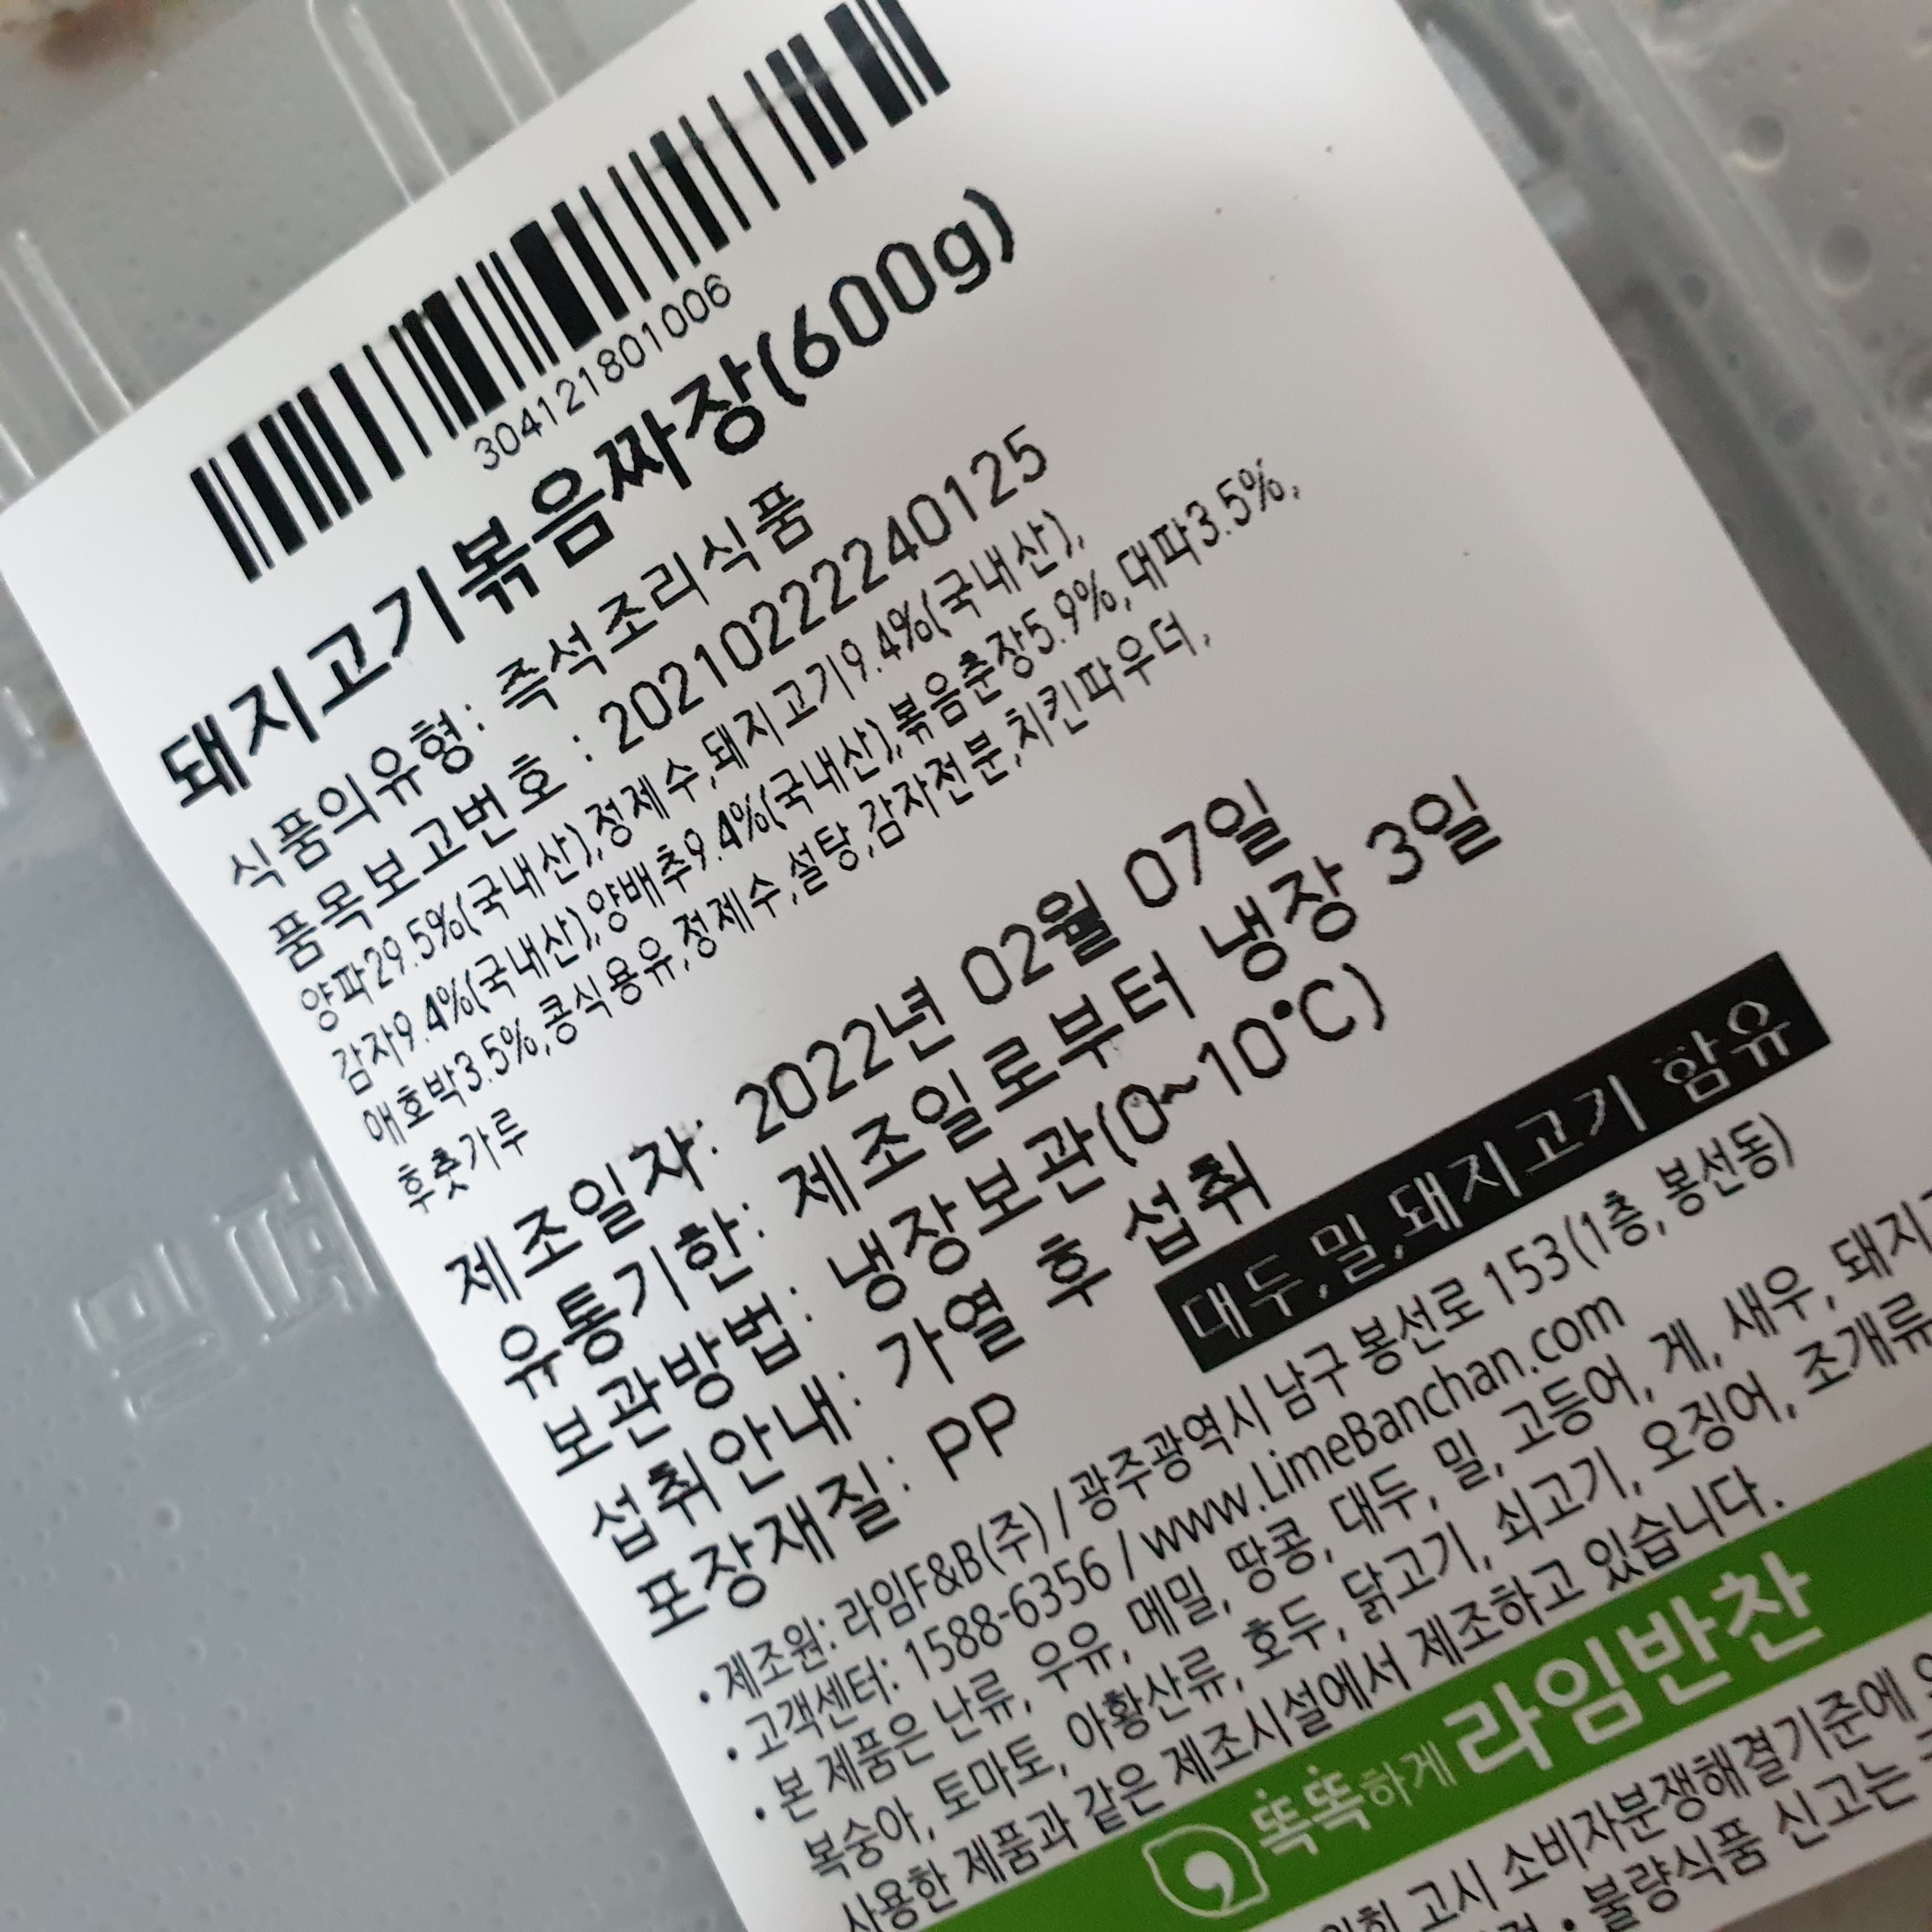 304121801006
돼지고기볶음짜장(600g)
식품의유형: 즉석조리식품
품목보고번호 : 20210222240125
양파29.5%(국내산),정제수,돼지고기9.4%(국내산),
감자9.4%(국내산),양배추9.4%(국내산),볶음춘장5.9%,대파3.5%,
애호박3.5%,콩식용유,정제수,설탕,감자전분,치킨파우더,
후춧가루
제조일자: 2022년 02월 07일
유통기한: 제조일로부터 냉장 3일
보관방법: 냉장보관(0~10°C)
섭취안내: 가열 후 섭취
포장재질: PP
대두,밀,돼지고기 함유
• 제조원: 라임F&B(주) / 광주광역시 남구 봉선로 153(1층, 봉선동)
• 고객센터: 1588-6356 / www.LimeBanchan.com
• 본 제품은 난류, 우유, 메밀, 땅콩, 대두, 밀, 고등어, 게, 새우, 돼지
복숭아, 토마토, 아황산류, 호두, 닭고기, 쇠고기, 오징어, 조개류
사용한 제품과 같은 제조시설에서 제조하고 있습니다.
똑똑하게 라임반찬
고시 소비자분쟁해결기준에
• 불량식품 신고는